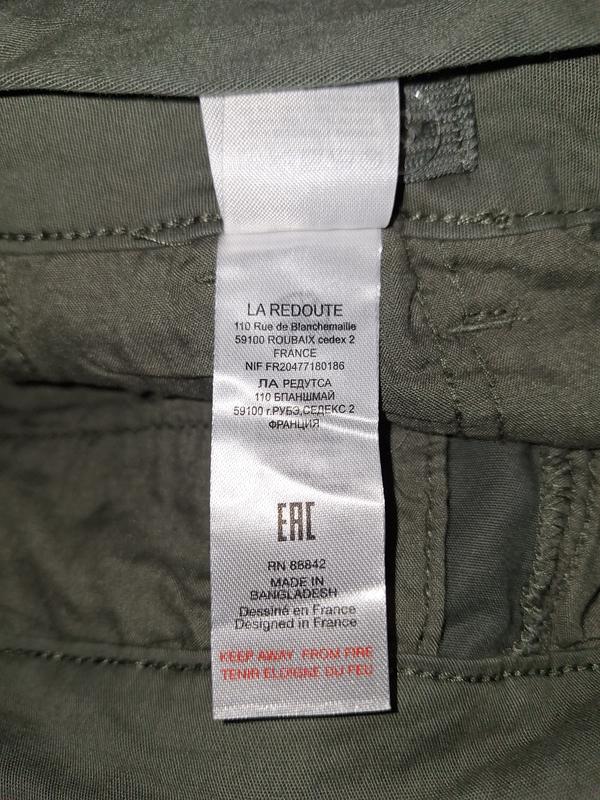 LA REDOUTE
110 Rue de Blanchemaille
59100 ROUBAIX cedex 2
FRANCE
NIF FR20477180186
ЛА РЕДУТСА
110 БПАНШМАЙ
59100 г.РУБЭ,СЕДЕКС 2
ФРАНЦИЯ
EAC
RN 88842
MADE IN
BANGLADESH
Dessiné en France
Designed in France
KEEP AWAY FROM FIRE
TENIR ELOIGNE DU FEU